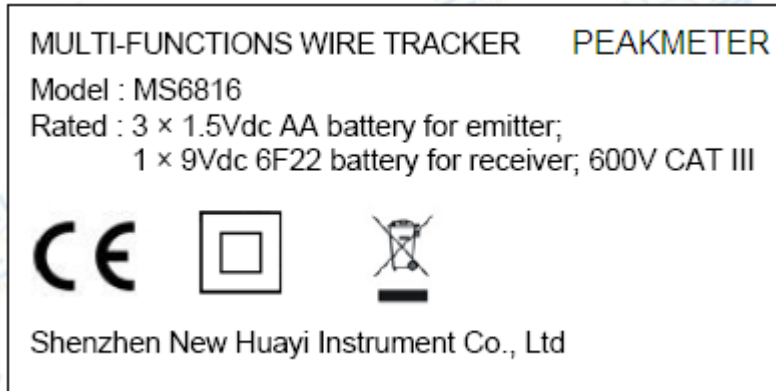 MULTI-FUNCTIONS WIRE TRACKER PEAKMETER
Model : MS6816
Rated : 3 × 1.5Vdc AA battery for emitter;
1 × 9Vdc 6F22 battery for receiver; 600V CAT III
CE
Shenzhen New Huayi Instrument Co., Ltd